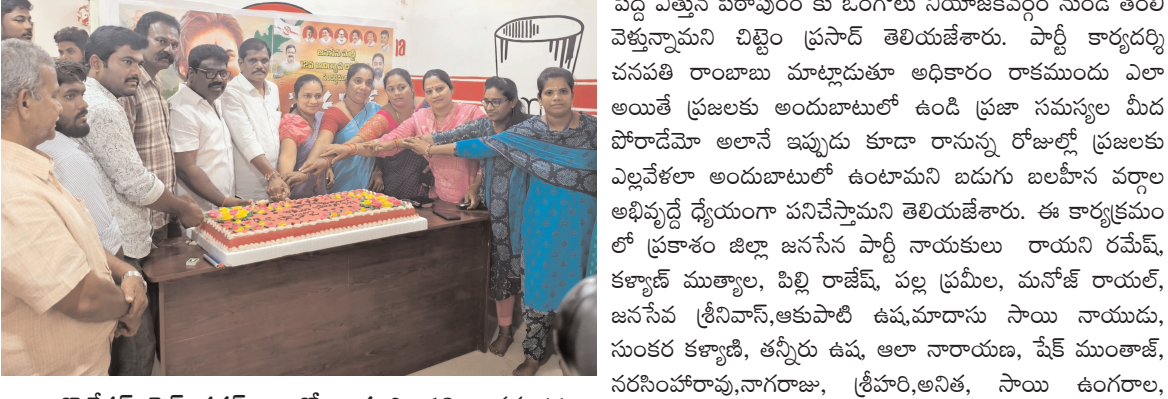 పెద్ద ఎత్తున పిఠాపురం కు ఒంగోలు నియోజకవర్గం నుండి తరలి
వెళ్తున్నామని చిట్టెం ప్రసాద్ తెలియజేశారు. పార్టీ కార్యదర్శి
చనపతి రాంబాబు మాట్లాడుతూ అధికారం రాకముందు ఎలా
అయితే ప్రజలకు అందుబాటులో ఉండి ప్రజా సమస్యల మీద
పోరాడేమో అలానే ఇప్పుడు కూడా రానున్న రోజుల్లో ప్రజలకు
ఎల్లవేళలా అందుబాటులో ఉంటామని బడుగు బలహీన వర్గాల
అభివృద్దే ధ్యేయంగా పనిచేస్తామని తెలియజేశారు. ఈ కార్యక్రమం
లో ప్రకాశం జిల్లా జనసేన పార్టీ నాయకులు రాయని రమేష్,
కళ్యాణ్ ముత్యాల, పిల్లి రాజేష్, పల్ల ప్రమీల, మనోజ్ రాయల్,
జనసేవ శ్రీనివాస్,ఆకుపాటి ఉష,మాదాసు సాయి నాయుడు,
సుంకర కళ్యాణి, తన్నీరు ఉష, ఆలా నారాయణ, షేక్ ముంతాజ్,
నరసింహారావు,నాగరాజు, శ్రీహరి,అనిత, సాయి ఉంగరాల,